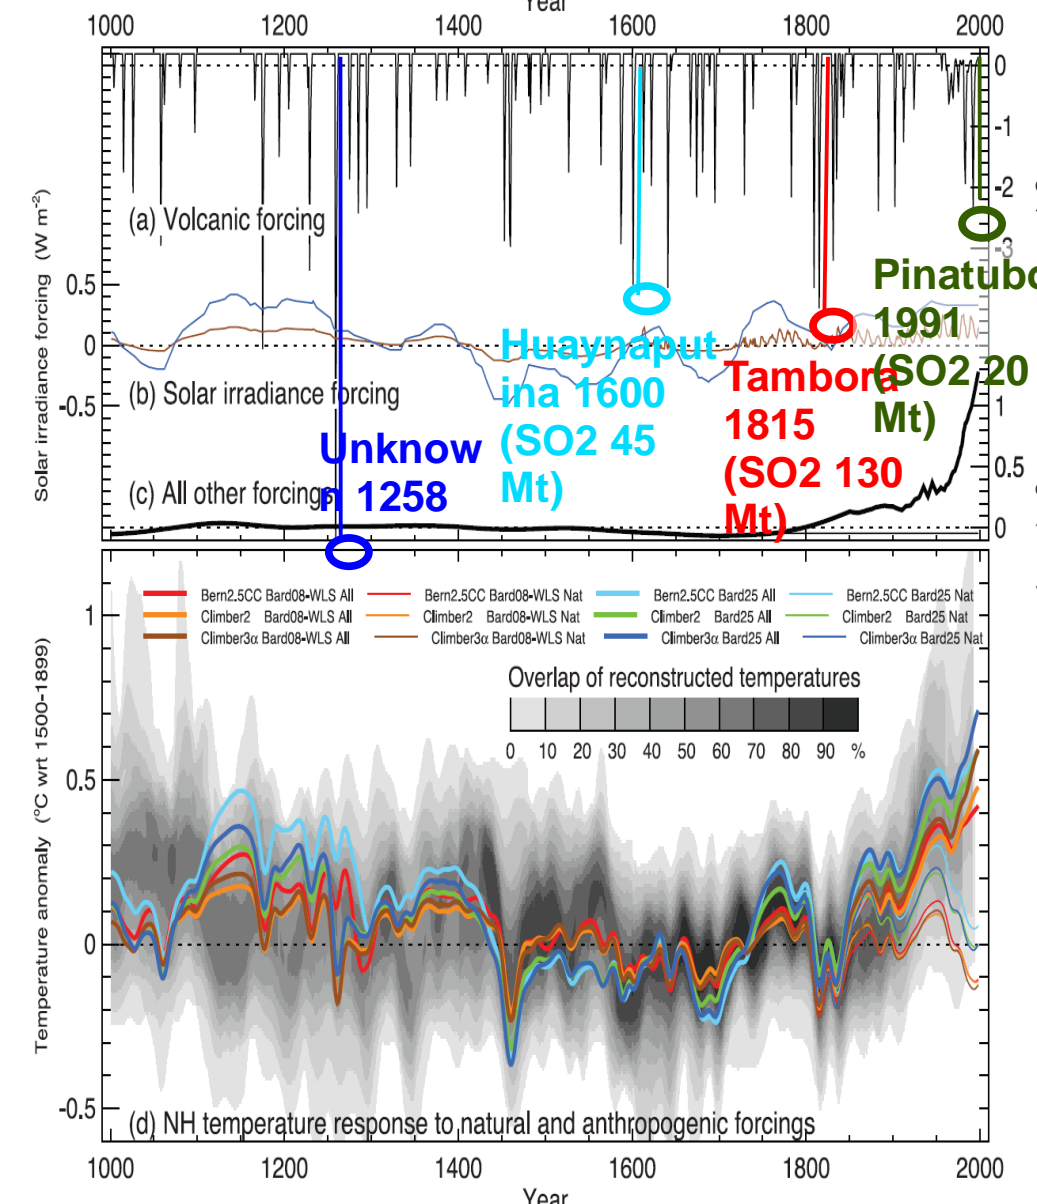 Year
1000 1200 1400 1600 1800 2000
0
-1
-2
-3
(a) Volcanic forcing
Solar irradiance forcing (W m-2)
0.5
0
-0.5
(b) Solar irradiance forcing
(c) All other forcings
1
0.5
0
Unknow
n 1258
Huaynaput
ina 1600
(SO2 45
Mt)
Tambora
1815
(SO2 130
Mt)
Pinatubo
1991
(SO2 20
Mt)
Bern2.5CC Bard08-WLS All Bern2.5CC Bard08-WLS Nat Bern2.5CC Bard25 All Bern2.5CC Bard25 Nat
Climber2 Bard08-WLS All Climber2 Bard08-WLS Nat Climber2 Bard25 All Climber2 Bard25 Nat
Climber3α Bard08-WLS All Climber3α Bard08-WLS Nat Climber3α Bard25 All Climber3α Bard25 Nat
Overlap of reconstructed temperatures
0 10 20 30 40 50 60 70 80 90 %
Temperature anomaly (°C wrt 1500-1899)
1
0.5
0
-0.5
(d) NH temperature response to natural and anthropogenic forcings
1000 1200 1400 1600 1800 2000
Year